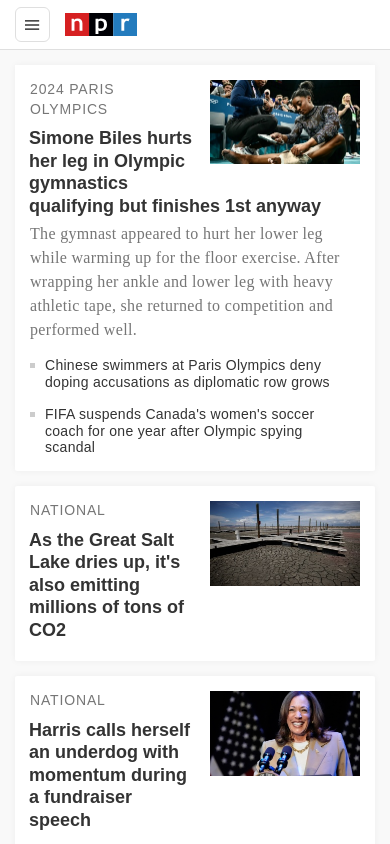 npr
2024 PARIS
OLYMPICS
Simone Biles hurts
her leg in Olympic
gymnastics
qualifying but finishes 1st anyway
The gymnast appeared to hurt her lower leg
while warming up for the floor exercise. After
wrapping her ankle and lower leg with heavy
athletic tape, she returned to competition and
performed well.
Chinese swimmers at Paris Olympics deny
doping accusations as diplomatic row grows
FIFA suspends Canada's women's soccer
coach for one year after Olympic spying
scandal
NATIONAL
As the Great Salt
Lake dries up, it's
also emitting
millions of tons of
CO2
NATIONAL
Harris calls herself
an underdog with
momentum during
a fundraiser
speech